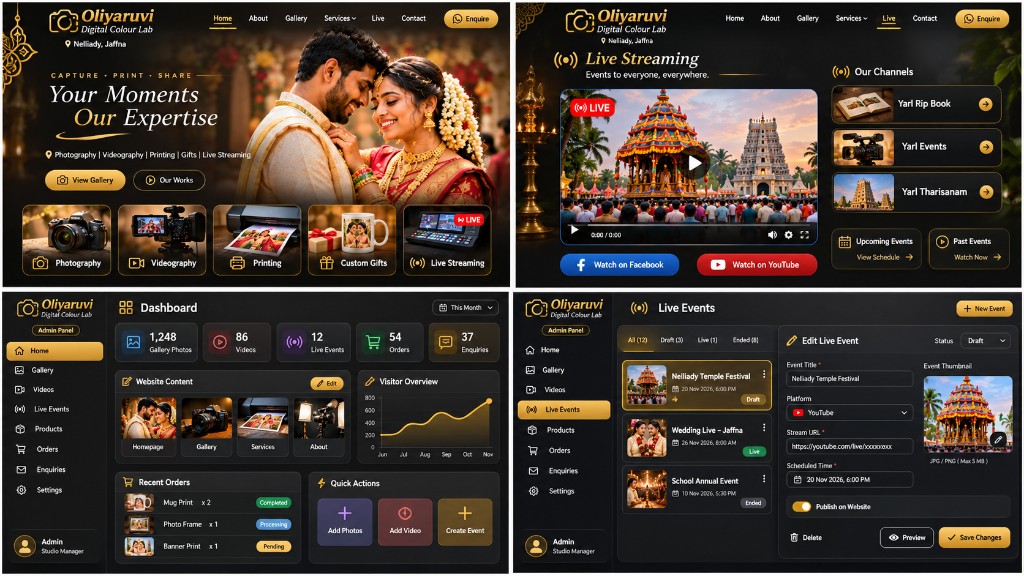 Oliyaruvi
Digital Colour Lab
Nelliady, Jaffna
Home
About
Gallery
Services
Live
Contact
Enquire
CAPTURE • PRINT • SHARE
Your Moments
Our Expertise
Photography | Videography | Printing | Gifts | Live Streaming
View Gallery
Our Works
Photography
Videography
Printing
Custom Gifts
LIVE
Live Streaming
Oliyaruvi
Digital Colour Lab
Nelliady, Jaffna
Home
About
Gallery
Services
Live
Contact
Enquire
Live Streaming
Events to everyone, everywhere.
LIVE
0:00 / 0:00
Watch on Facebook
Watch on YouTube
Our Channels
Yarl Rip Book
Yarl Events
Yarl Tharisanam
Upcoming Events
View Schedule
Past Events
Watch Now
Oliyaruvi
Digital Colour Lab
Admin Panel
Home
Gallery
Videos
Live Events
Products
Orders
Enquiries
Settings
Admin
Studio Manager
Dashboard
This Month
1,248
Gallery Photos
86
Videos
12
Live Events
54
Orders
37
Enquiries
Website Content
Edit
Homepage
Gallery
Services
About
Visitor Overview
800
600
400
200
0
Jun
Jul
Aug
Sep
Oct
Nov
Recent Orders
Mug Print x 2
Completed
Photo Frame x 1
Processing
Banner Print x 1
Pending
Quick Actions
Add Photos
Add Video
Create Event
Oliyaruvi
Digital Colour Lab
Admin Panel
Home
Gallery
Videos
Live Events
Products
Orders
Enquiries
Settings
Admin
Studio Manager
Live Events
New Event
All (12)
Draft (3)
Live (1)
Ended (8)
Nelliady Temple Festival
20 Nov 2026, 6:00 PM
Draft
Wedding Live – Jaffna
26 Nov 2026, 8:00 AM
Live
School Annual Event
10 Nov 2026, 5:30 PM
Ended
Edit Live Event
Status
Draft
Event Title *
Nelliady Temple Festival
Platform
YouTube
Stream URL *
https://youtube.com/live/xxxxxxxx
Scheduled Time *
20 Nov 2026, 6:00 PM
Event Thumbnail
JPG / PNG ( Max 5 MB )
Publish on Website
Delete
Preview
Save Changes